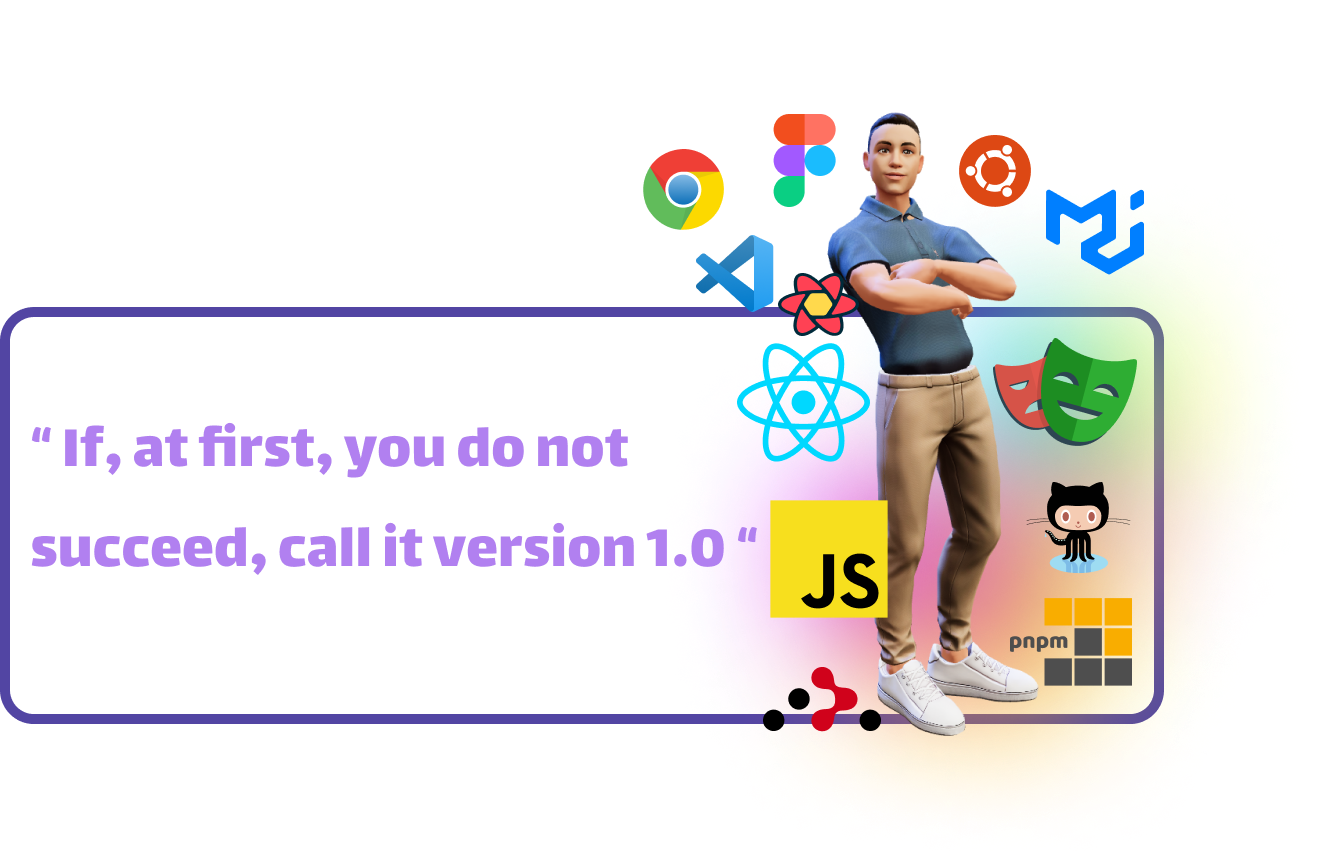 “ If, at first, you do not
succeed, call it version 1.0 “
JS
pnpm